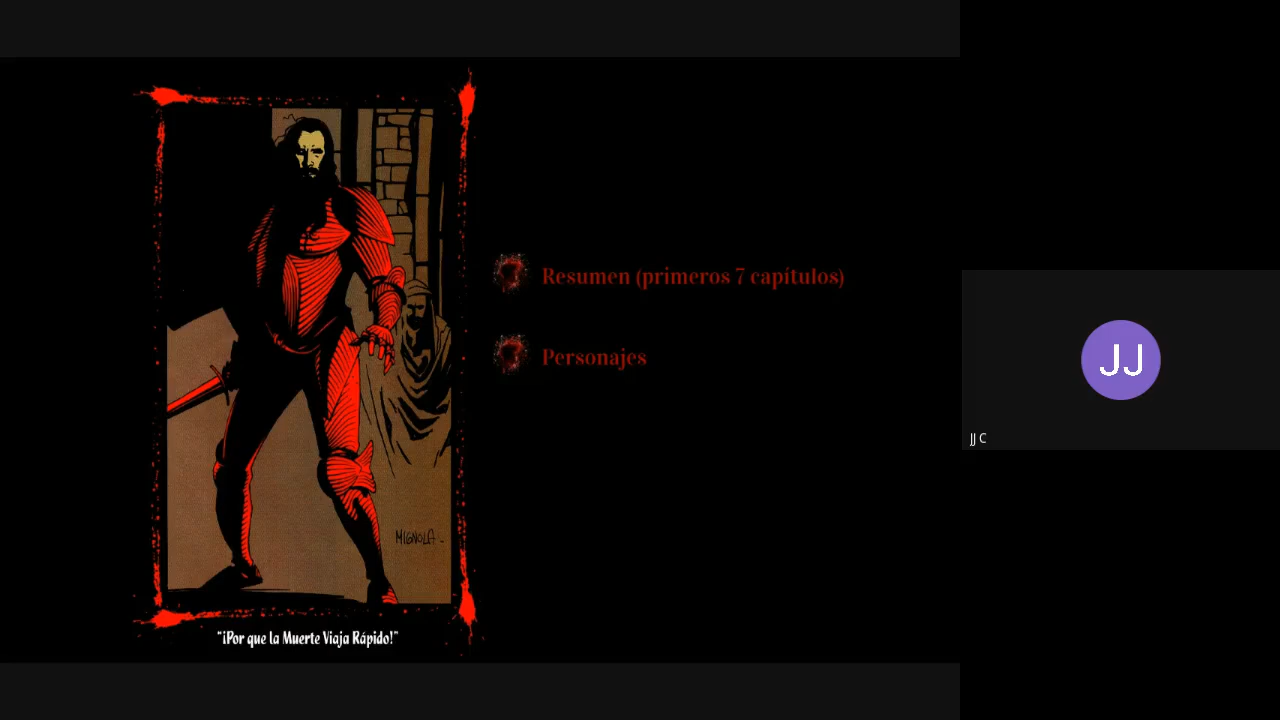 Resumen (primeros 7 capítulos)
Personajes
MIGNOLA-
"¡Por que la Muerte Viaja Rápido!"
JJ
JJ C